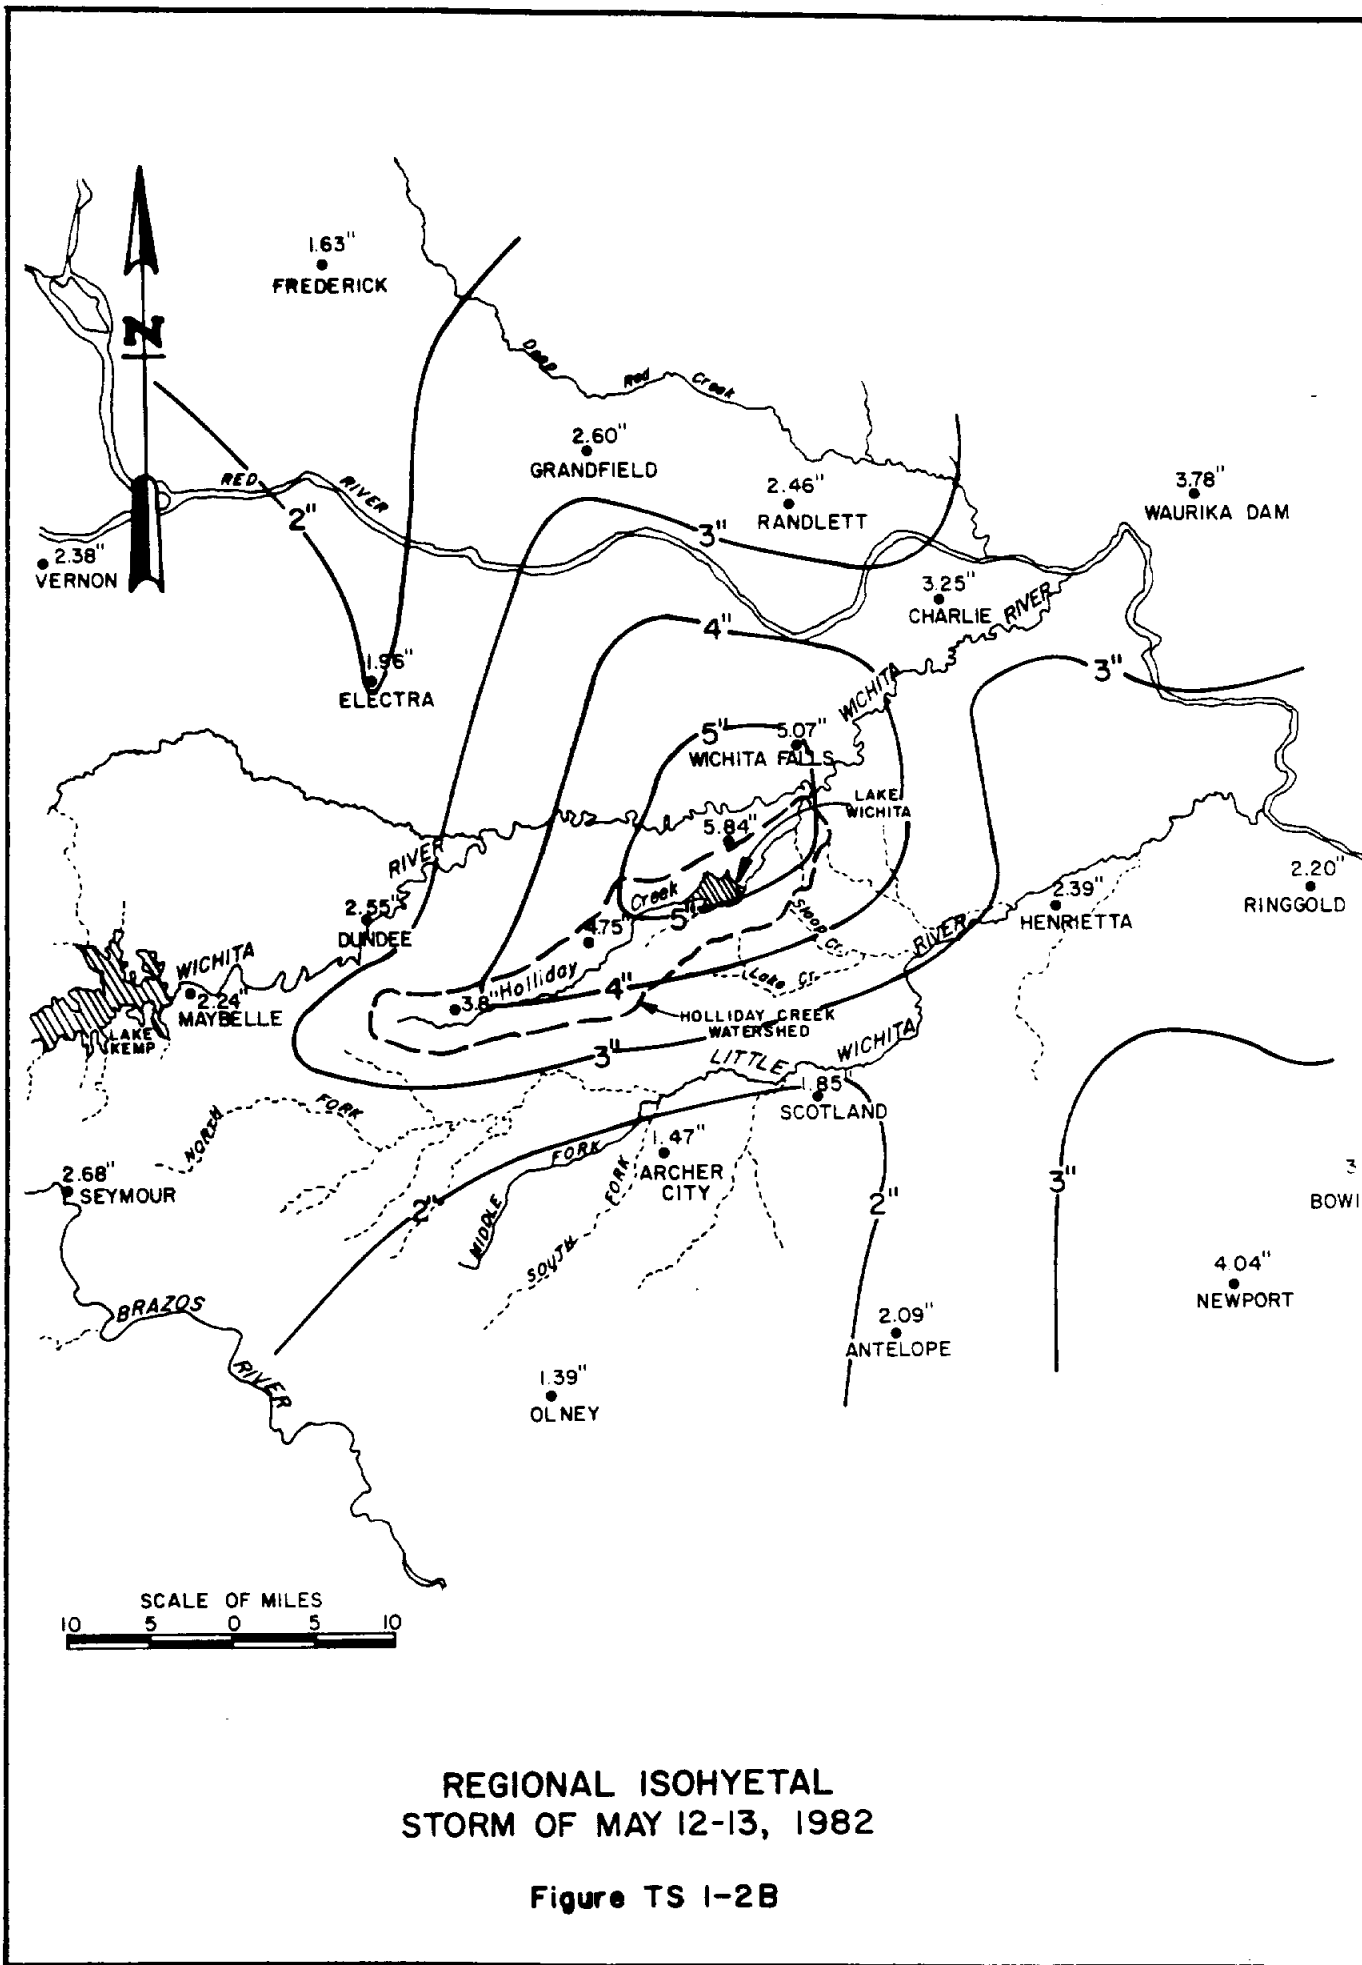 1.63"
FREDERICK
N
Deep Red Creek
2.60"
GRANDFIELD
RED RIVER
2"
2.46"
RANDLETT
3"
3.78"
WAURIKA DAM
2.38"
VERNON
3.25"
CHARLIE
WICHITA RIVER
4"
3"
1.96"
ELECTRA
5"
5.07"
WICHITA FALLS
LAKE
WICHITA
5.84"
RIVER
Creek
2.20"
RINGGOLD
2.39"
HENRIETTA
2.55"
DUNDEE
5"
4.75"
Sloop Cr.
RIVER
WICHITA
Holliday
Lake Cr.
2.24"
MAYBELLE
3.8"
4"
LAKE
KEMP
HOLLIDAY CREEK
WATERSHED
3"
LITTLE WICHITA
1.85"
SCOTLAND
NORTH FORK
1.47"
ARCHER
CITY
MIDDLE FORK
SOUTH FORK
2.68"
SEYMOUR
2"
2"
3"
3
BOWI
4.04"
NEWPORT
BRAZOS
RIVER
2.09"
ANTELOPE
1.39"
OLNEY
SCALE OF MILES
10 5 0 5 10
REGIONAL ISOHYETAL
STORM OF MAY 12-13, 1982
Figure TS 1-2B